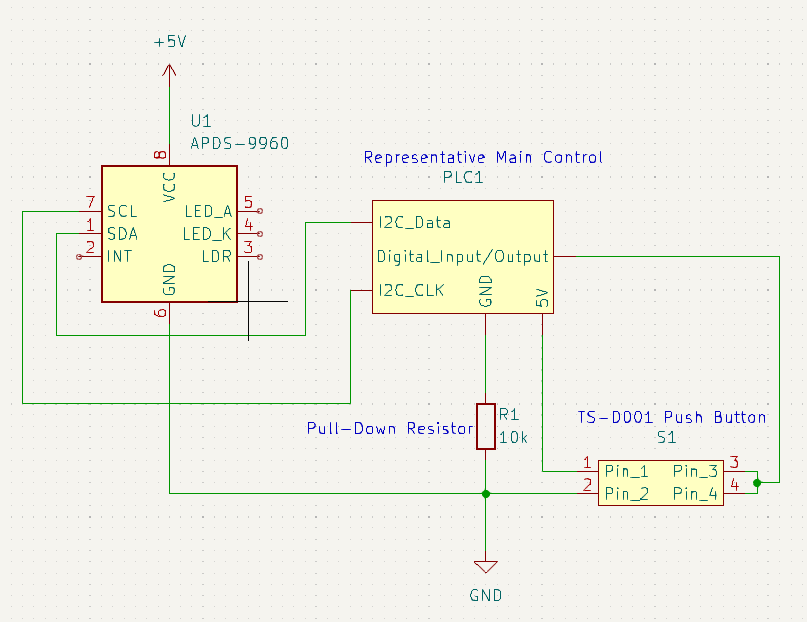 +5V
U1
APDS-9960
8
VCC
7
SCL
LED_A
5
1
SDA
LED_K
4
2
INT
LDR
3
GND
6
Representative Main Control
PLC1
I2C_Data
Digital_Input/Output
I2C_CLK
GND
5V
Pull-Down Resistor
R1
10k
TS-D001 Push Button
S1
1
Pin_1
Pin_3
3
2
Pin_2
Pin_4
4
GND